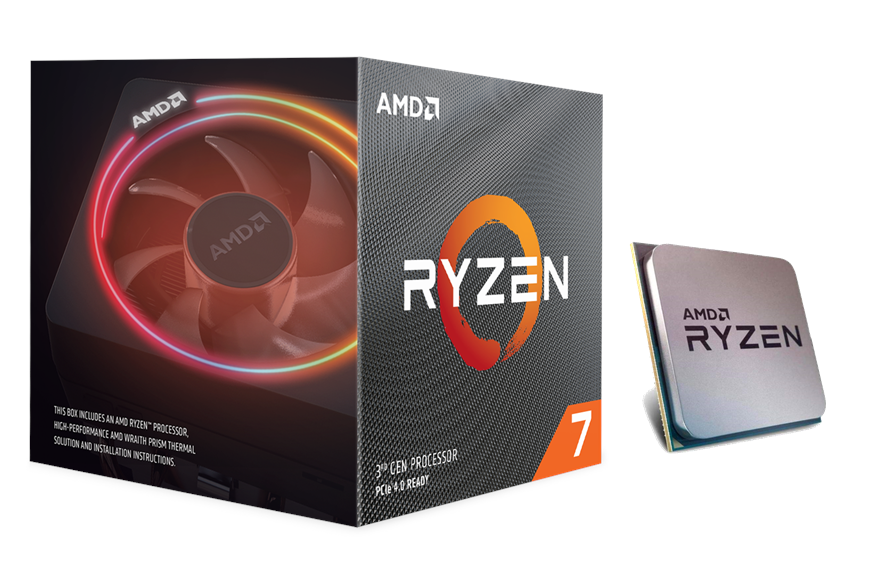 AMD
AMD
THIS BOX INCLUDES AN AMD RYZEN™ PROCESSOR,
HIGH-PERFORMANCE AMD WRAITH PRISM THERMAL
SOLUTION AND INSTALLATION INSTRUCTIONS.
AMD
RYZEN
7
3RD GEN PROCESSOR
PCIe 4.0 READY
AMD
RYZEN